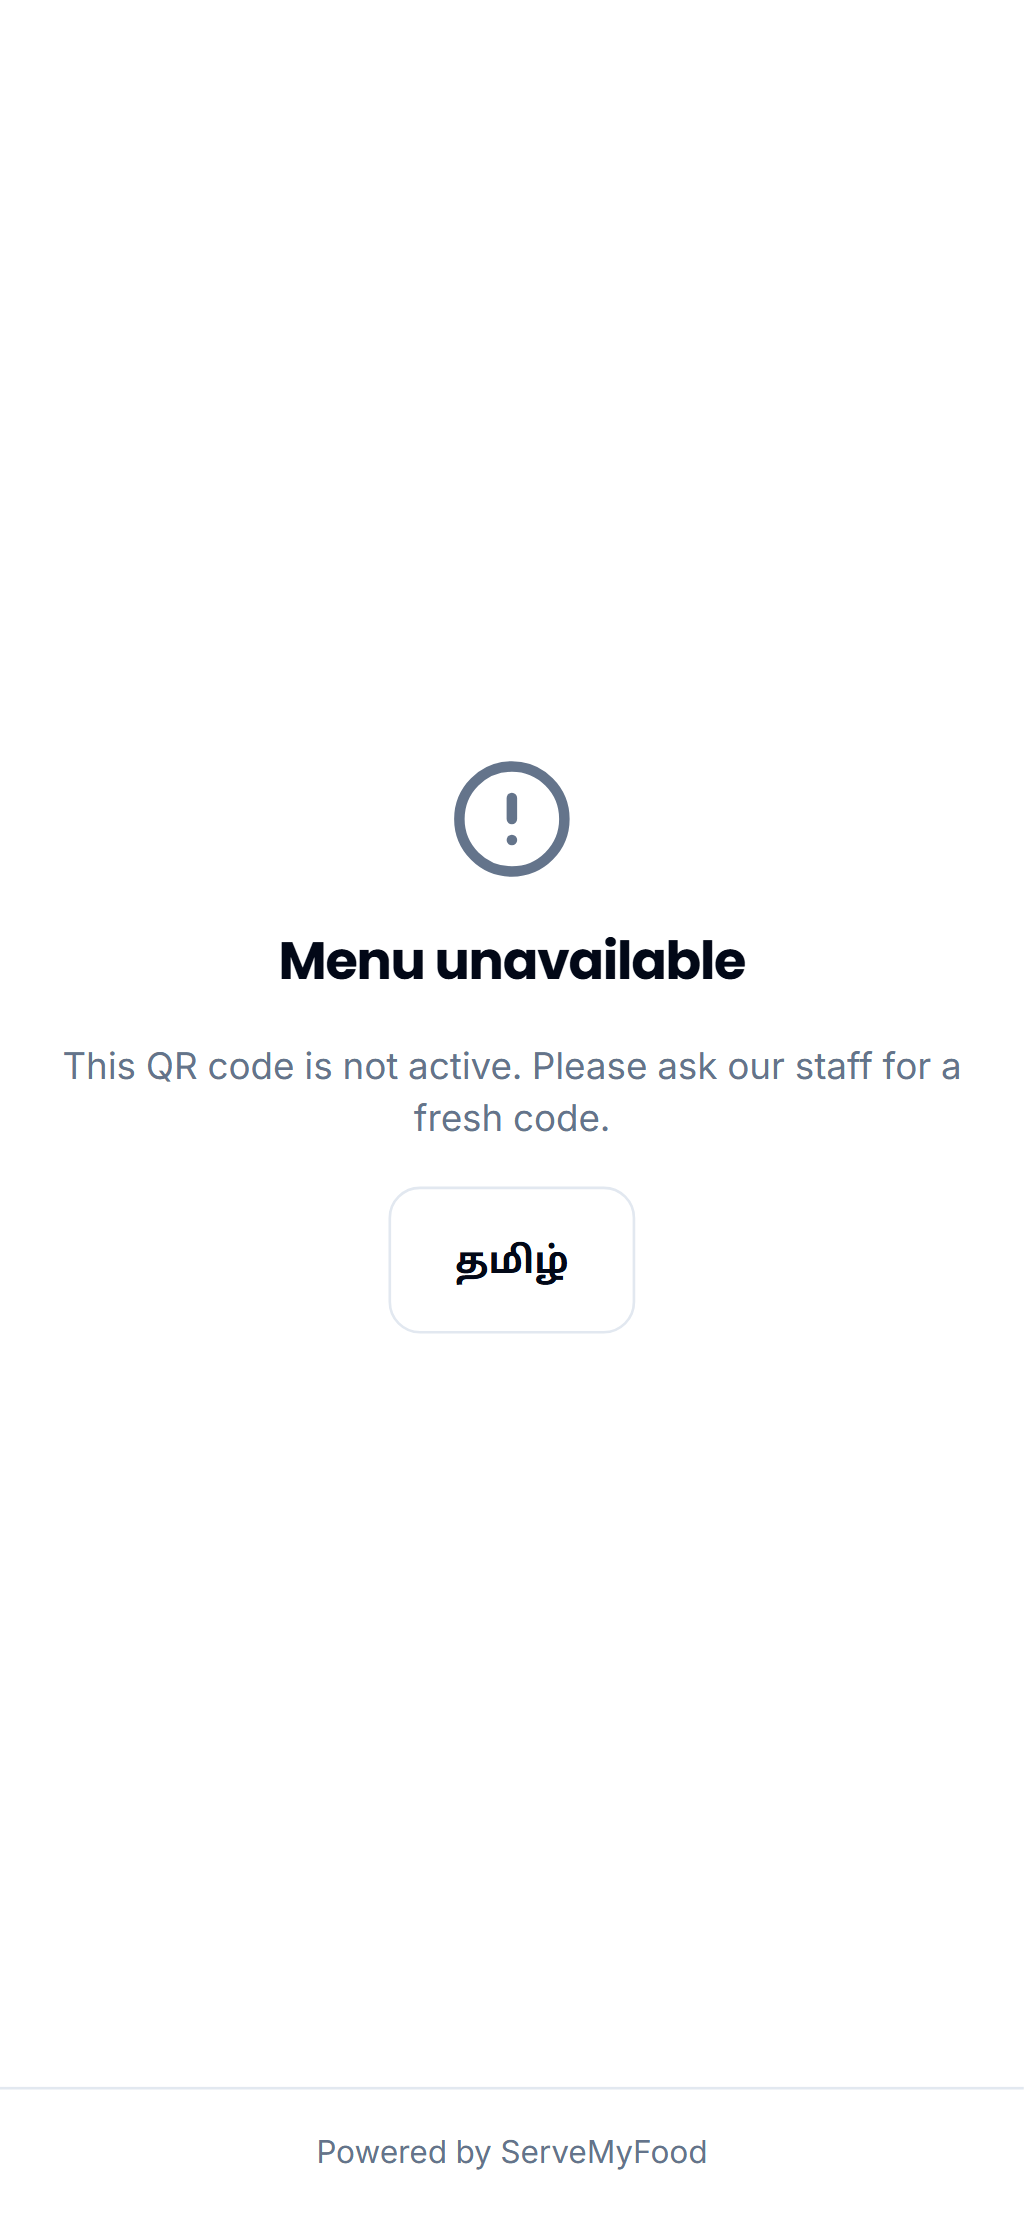 Menu unavailable
This QR code is not active. Please ask our staff for a
fresh code.
தமிழ்
Powered by ServeMyFood